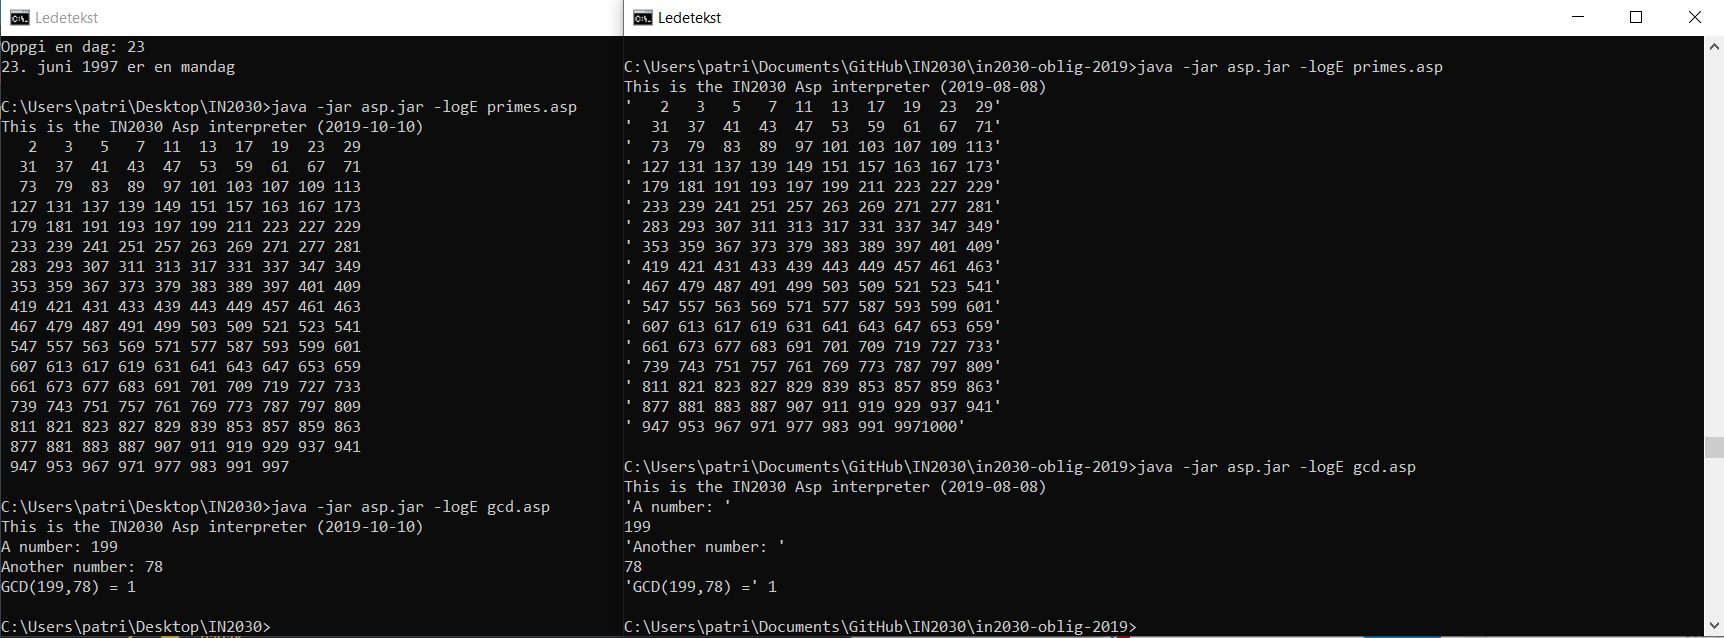 Ledetekst
Oppgi en dag: 23
23. juni 1997 er en mandag
C:\Users\patri\Desktop\IN2030>java -jar asp.jar -logE primes.asp
This is the IN2030 Asp interpreter (2019-10-10)
   2   3   5   7  11  13  17  19  23  29
  31  37  41  43  47  53  59  61  67  71
  73  79  83  89  97 101 103 107 109 113
 127 131 137 139 149 151 157 163 167 173
 179 181 191 193 197 199 211 223 227 229
 233 239 241 251 257 263 269 271 277 281
 283 293 307 311 313 317 331 337 347 349
 353 359 367 373 379 383 389 397 401 409
 419 421 431 433 439 443 449 457 461 463
 467 479 487 491 499 503 509 521 523 541
 547 557 563 569 571 577 587 593 599 601
 607 613 617 619 631 641 643 647 653 659
 661 673 677 683 691 701 709 719 727 733
 739 743 751 757 761 769 773 787 797 809
 811 821 823 827 829 839 853 857 859 863
 877 881 883 887 907 911 919 929 937 941
 947 953 967 971 977 983 991 997
C:\Users\patri\Desktop\IN2030>java -jar asp.jar -logE gcd.asp
This is the IN2030 Asp interpreter (2019-10-10)
A number: 199
Another number: 78
GCD(199,78) = 1
C:\Users\patri\Desktop\IN2030>
Ledetekst
C:\Users\patri\Documents\GitHub\IN2030\in2030-oblig-2019>java -jar asp.jar -logE primes.asp
This is the IN2030 Asp interpreter (2019-08-08)
'   2   3   5   7  11  13  17  19  23  29'
'  31  37  41  43  47  53  59  61  67  71'
'  73  79  83  89  97 101 103 107 109 113'
' 127 131 137 139 149 151 157 163 167 173'
' 179 181 191 193 197 199 211 223 227 229'
' 233 239 241 251 257 263 269 271 277 281'
' 283 293 307 311 313 317 331 337 347 349'
' 353 359 367 373 379 383 389 397 401 409'
' 419 421 431 433 439 443 449 457 461 463'
' 467 479 487 491 499 503 509 521 523 541'
' 547 557 563 569 571 577 587 593 599 601'
' 607 613 617 619 631 641 643 647 653 659'
' 661 673 677 683 691 701 709 719 727 733'
' 739 743 751 757 761 769 773 787 797 809'
' 811 821 823 827 829 839 853 857 859 863'
' 877 881 883 887 907 911 919 929 937 941'
' 947 953 967 971 977 983 991 9971000'
C:\Users\patri\Documents\GitHub\IN2030\in2030-oblig-2019>java -jar asp.jar -logE gcd.asp
This is the IN2030 Asp interpreter (2019-08-08)
'A number: '
199
'Another number: '
78
'GCD(199,78) =' 1
C:\Users\patri\Documents\GitHub\IN2030\in2030-oblig-2019>